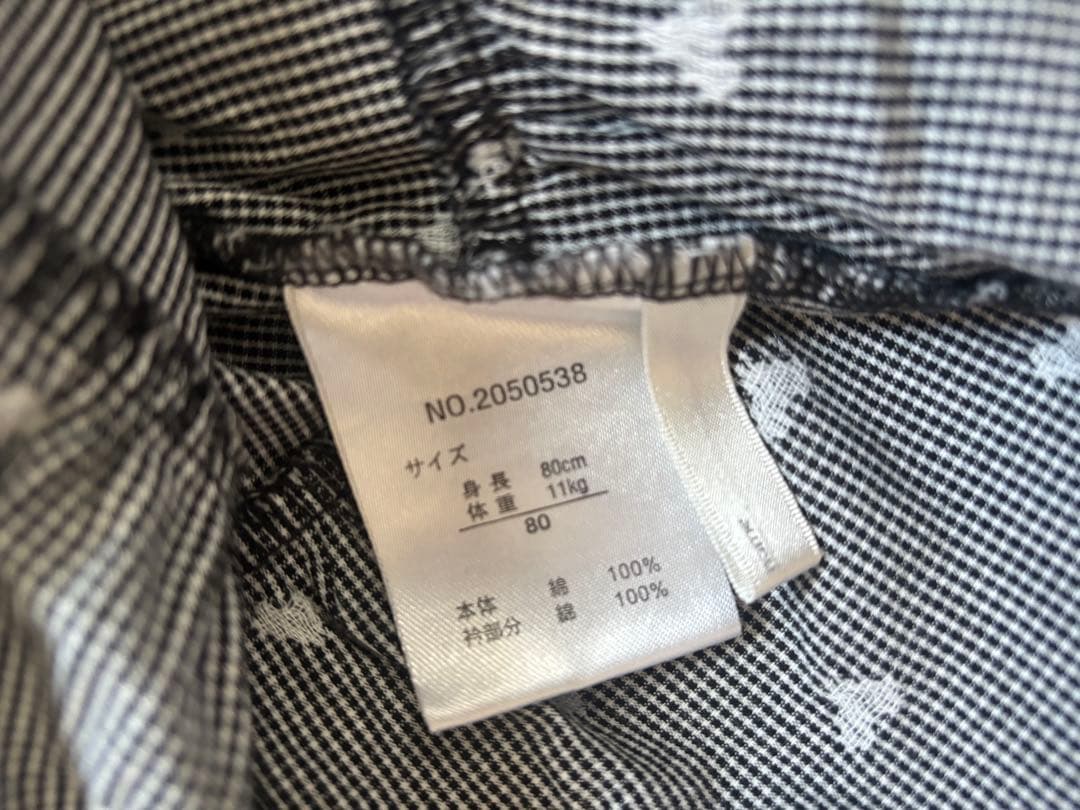 NO.2050538
サイズ
身長 80cm
体重 11kg
80
本体 綿 100%
衿部分 綿 100%